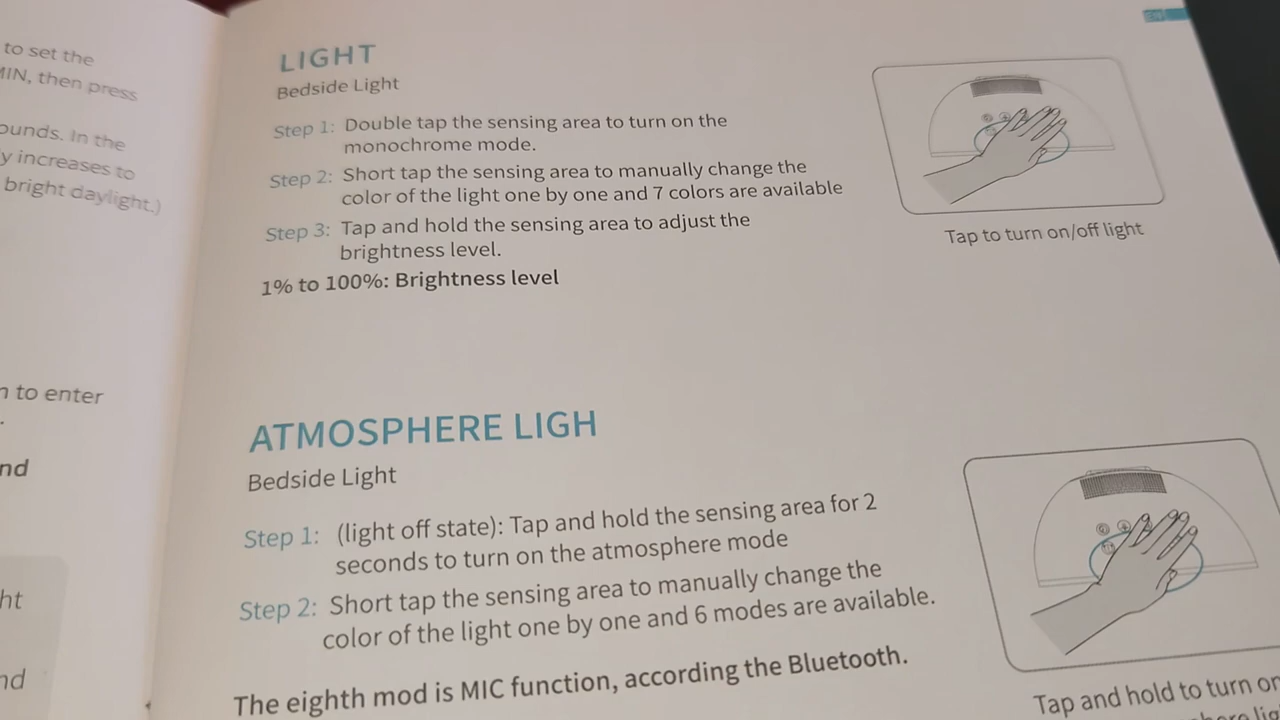 to set the
MIN, then press
ounds. In the
y increases to
bright daylight.)
n to enter
nd
ht
nd
LIGHT
Bedside Light
Step 1: Double tap the sensing area to turn on the
monochrome mode.
Step 2: Short tap the sensing area to manually change the
color of the light one by one and 7 colors are available
Step 3: Tap and hold the sensing area to adjust the
brightness level.
1% to 100%: Brightness level
Tap to turn on/off light
ATMOSPHERE LIGH
Bedside Light
Step 1: (light off state): Tap and hold the sensing area for 2
seconds to turn on the atmosphere mode
Step 2: Short tap the sensing area to manually change the
color of the light one by one and 6 modes are available.
The eighth mod is MIC function, according the Bluetooth.
Tap and hold to turn on